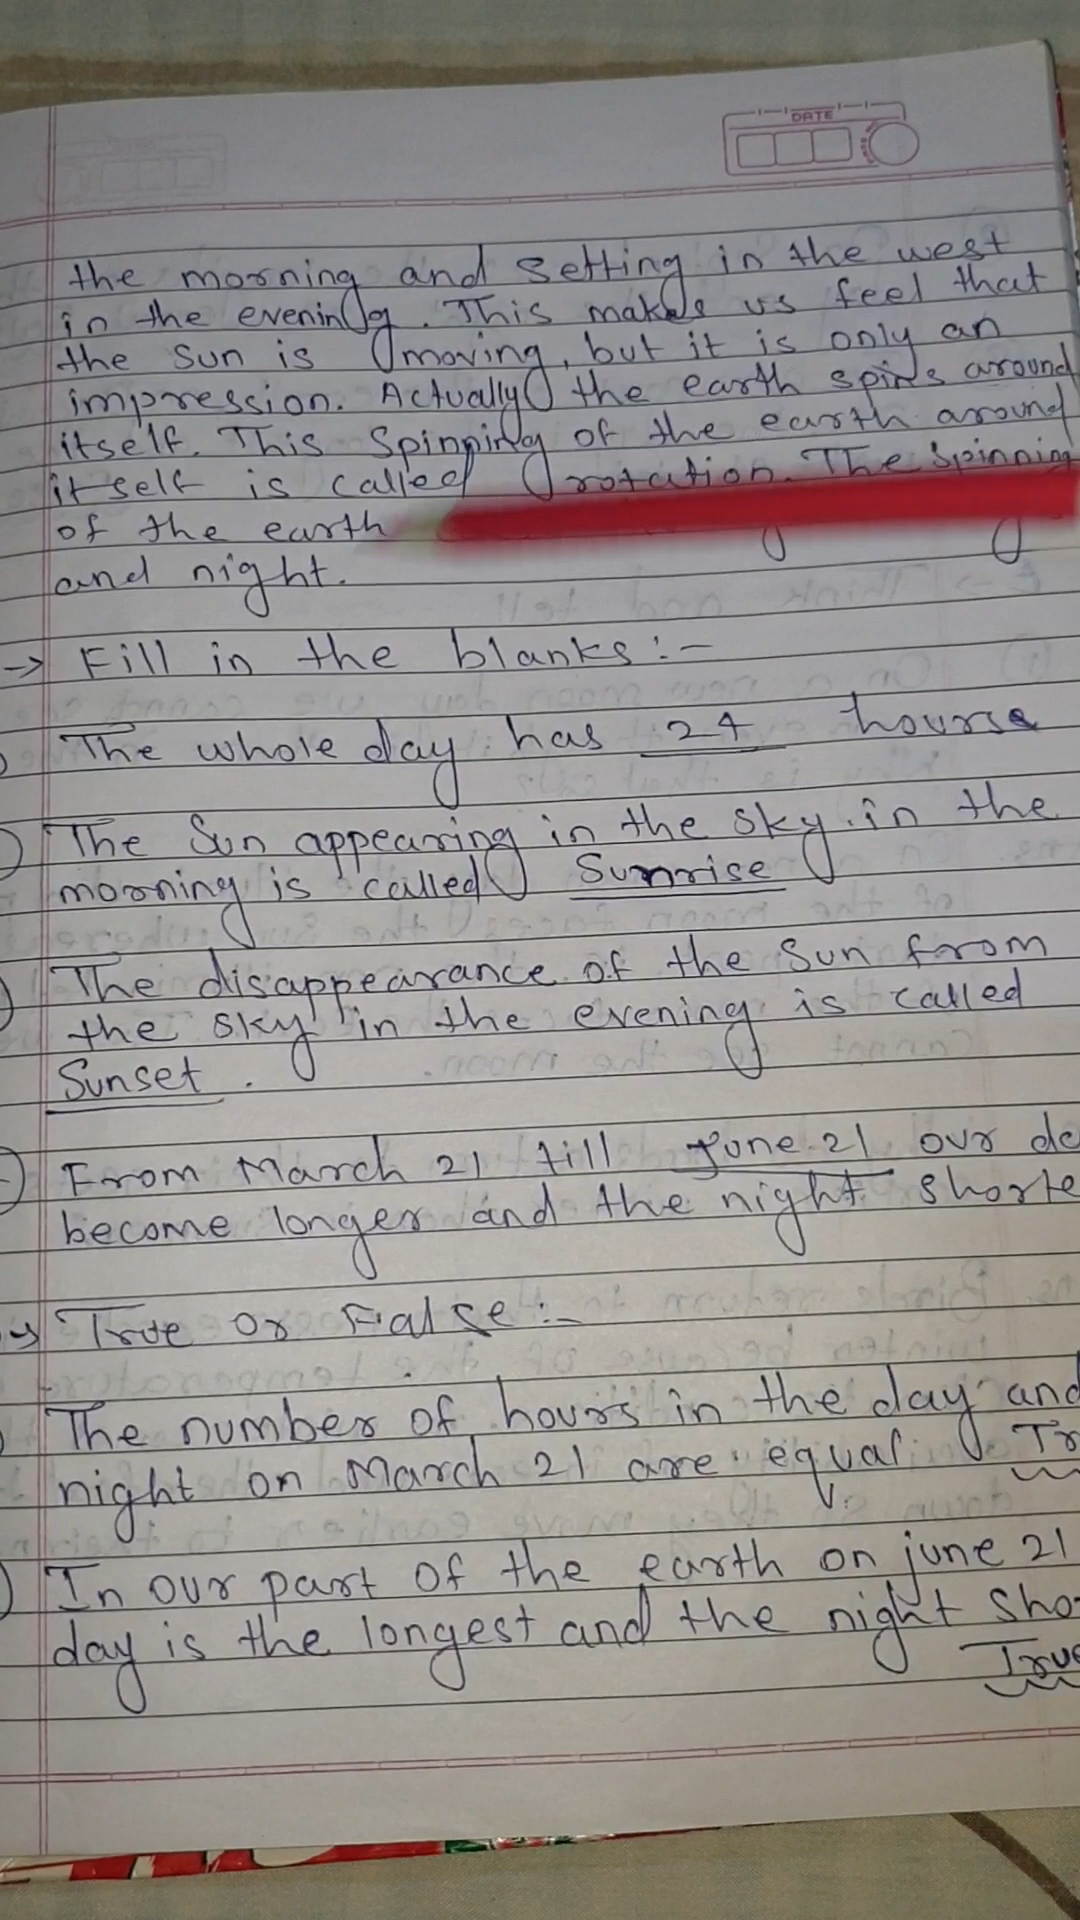 DATE
the morning and setting in the west
in the evening. This makes us feel that
the sun is moving, but it is only an
impression. Actually the earth spins around
itself. This Spinning of the earth around
itself is called rotation. The Spinning
of the earth
and night.
→ Fill in the blanks:-
The whole day has 24 hours
The Sun appearing in the sky in the
morning is called Sunrise
The disappearance of the Sun from
the sky in the evening is called
Sunset.
From March 21 till June 21 our
become longer and the night
True or False:-
The number of hours in the day and
night on March 21 are equal.
In our part of the earth on june 21
day is the longest and the night
True